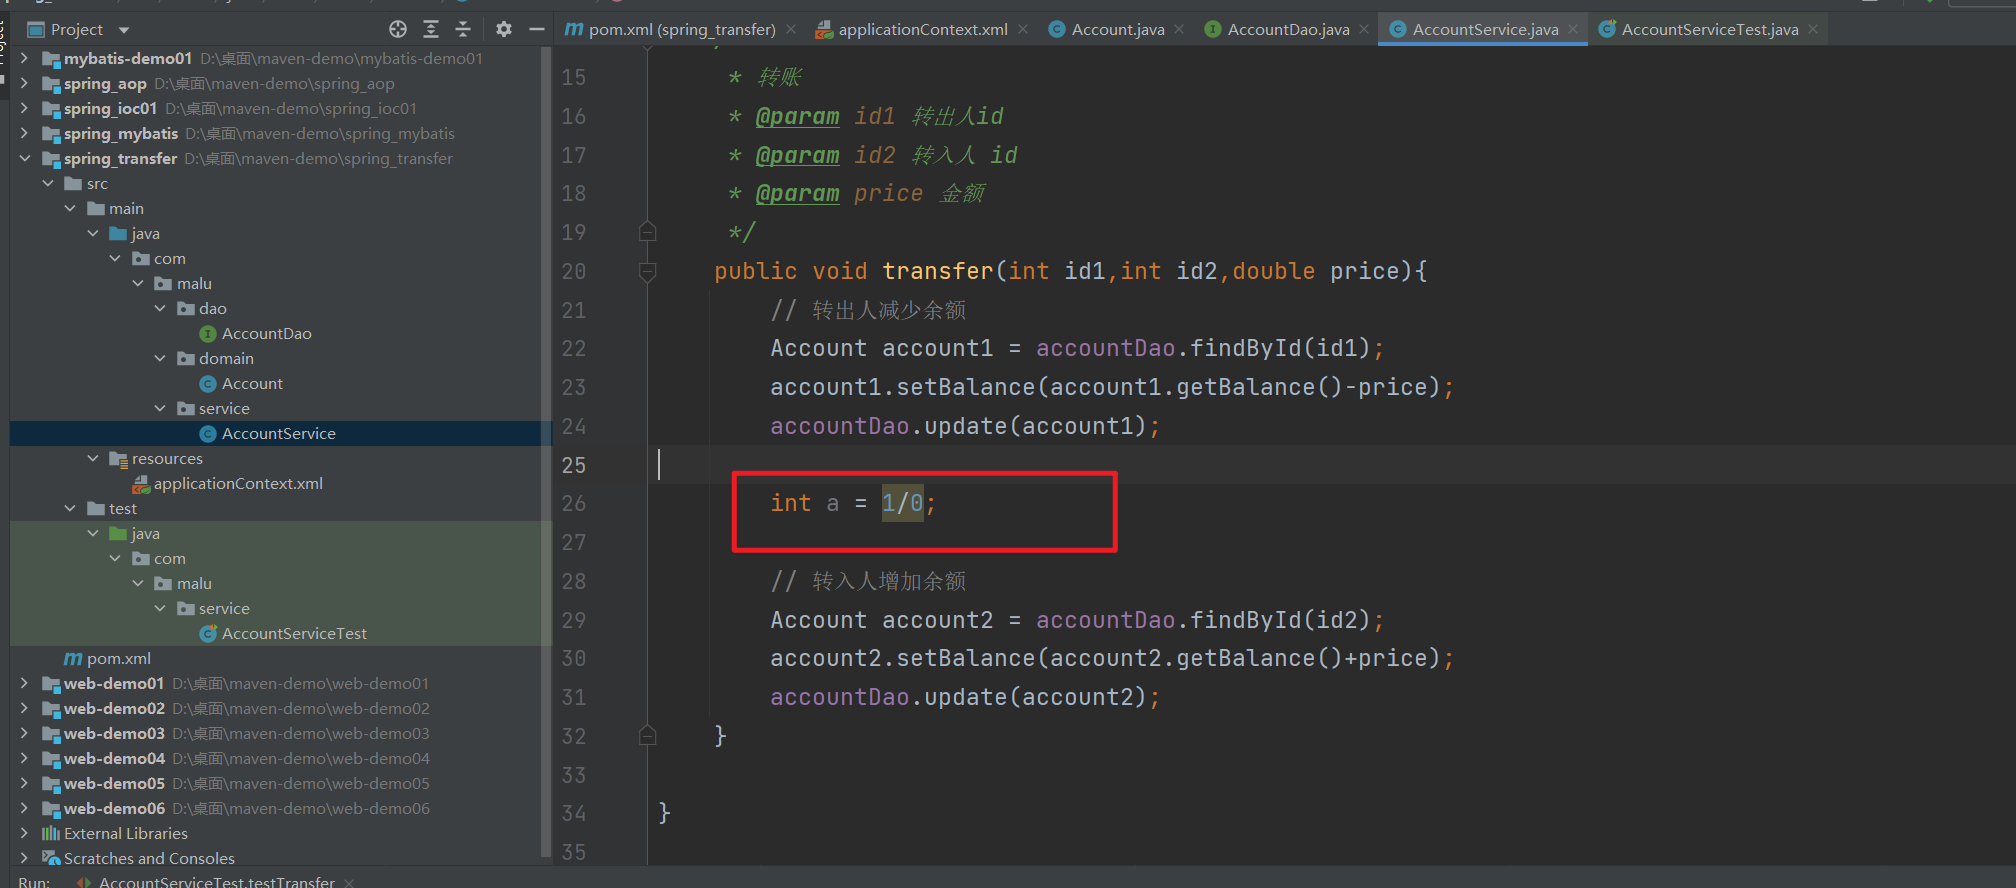 Project
pom.xml (spring_transfer)
applicationContext.xml
Account.java
AccountDao.java
AccountService.java
AccountServiceTest.java
mybatis-demo01 D:\桌面\maven-demo\mybatis-demo01
spring_aop D:\桌面\maven-demo\spring_aop
spring_ioc01 D:\桌面\maven-demo\spring_ioc01
spring_mybatis D:\桌面\maven-demo\spring_mybatis
spring_transfer D:\桌面\maven-demo\spring_transfer
src
main
java
com
malu
dao
AccountDao
domain
Account
service
AccountService
resources
applicationContext.xml
test
java
com
malu
service
AccountServiceTest
pom.xml
web-demo01 D:\桌面\maven-demo\web-demo01
web-demo02 D:\桌面\maven-demo\web-demo02
web-demo03 D:\桌面\maven-demo\web-demo03
web-demo04 D:\桌面\maven-demo\web-demo04
web-demo05 D:\桌面\maven-demo\web-demo05
web-demo06 D:\桌面\maven-demo\web-demo06
External Libraries
Scratches and Consoles
15 * 转账
16 * @param id1 转出人id
17 * @param id2 转入人 id
18 * @param price 金额
19 */
20 public void transfer(int id1,int id2,double price){
21 // 转出人减少余额
22 Account account1 = accountDao.findById(id1);
23 account1.setBalance(account1.getBalance()-price);
24 accountDao.update(account1);
25
26 int a = 1/0;
27
28 // 转入人增加余额
29 Account account2 = accountDao.findById(id2);
30 account2.setBalance(account2.getBalance()+price);
31 accountDao.update(account2);
32 }
33
34 }
35
Run: AccountServiceTest.testTransfer